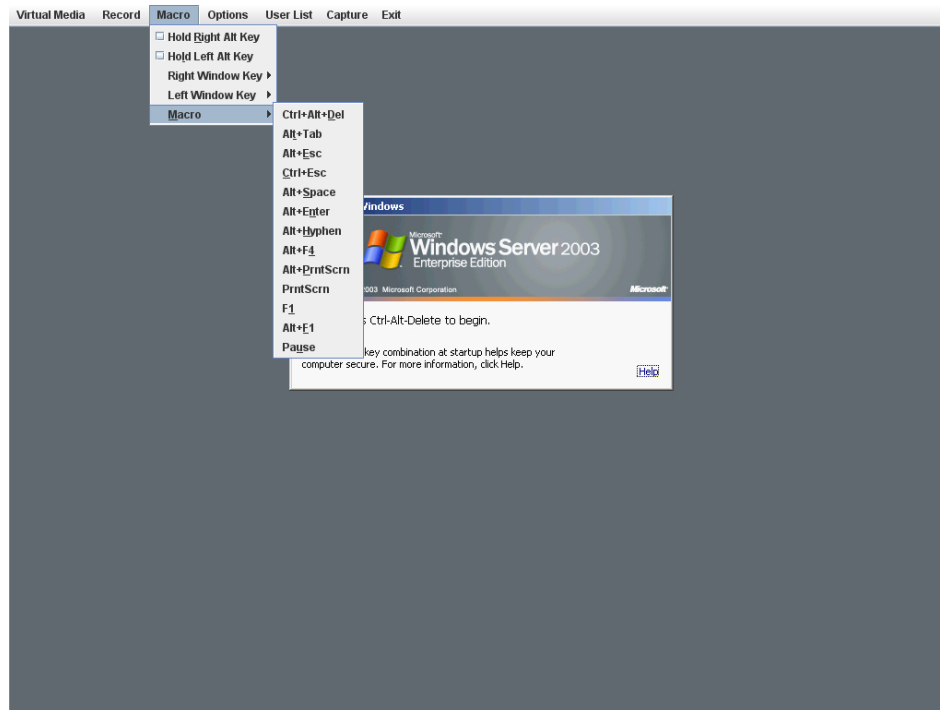 Virtual Media Record Macro Options User List Capture Exit
Hold Right Alt Key
Hold Left Alt Key
Right Window Key
Left Window Key
Macro
Ctrl+Alt+Del
Alt+Tab
Alt+Esc
Ctrl+Esc
Alt+Space
Alt+Enter
Alt+Hyphen
Alt+F4
Alt+PrntScrn
PrntScrn
F1
Alt+F1
Pause
Windows
Microsoft
Windows Server 2003
Enterprise Edition
2003 Microsoft Corporation Microsoft
Ctrl-Alt-Delete to begin.
key combination at startup helps keep your
computer secure. For more information, click Help.
Help